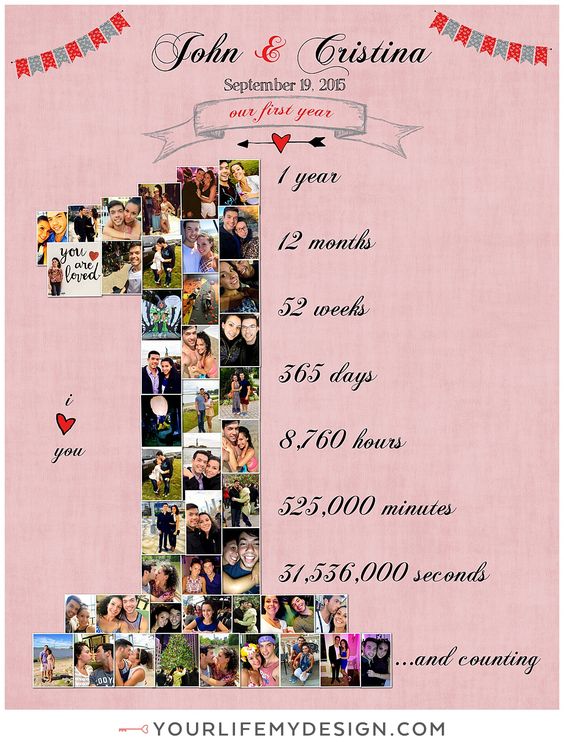 John & Cristina
September 19, 2015
our first year
1 year
you
are
loved
12 months
52 weeks
365 days
i
you
8,760 hours
525,000 minutes
31,536,000 seconds
...and counting
YOURLIFEMYDESIGN.COM